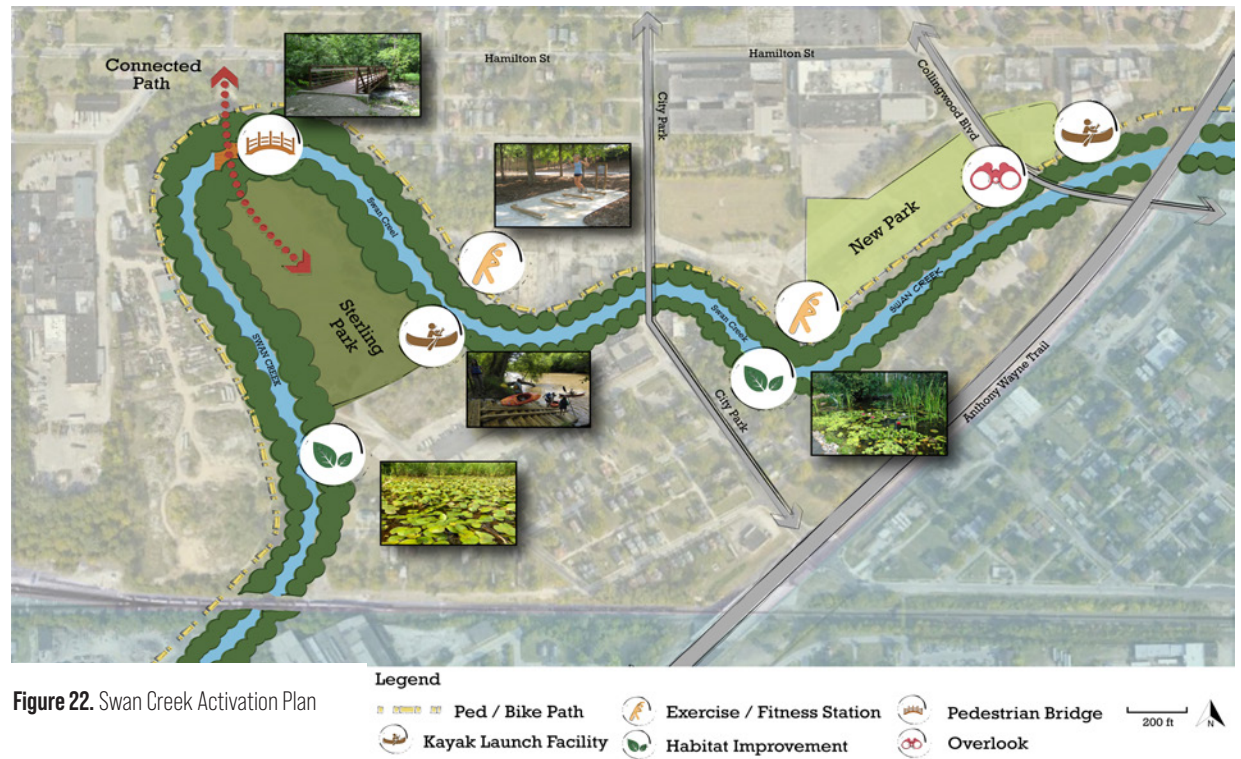 Connected
Path
Hamilton St
Hamilton St
City Park
Collingwood Blvd
Swan Creek
New Park
Sterling
Park
SWAN CREEK
Swan Creek
SWAN CREEK
City Park
Anthony Wayne Trail
Figure 22. Swan Creek Activation Plan
Legend
Ped / Bike Path
Exercise / Fitness Station
Pedestrian Bridge
200 ft
N
Kayak Launch Facility
Habitat Improvement
Overlook